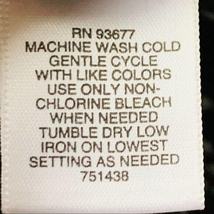 RN 93677
MACHINE WASH COLD
GENTLE CYCLE
WITH LIKE COLORS
USE ONLY NON-
CHLORINE BLEACH
WHEN NEEDED
TUMBLE DRY LOW
IRON ON LOWEST
SETTING AS NEEDED
751438